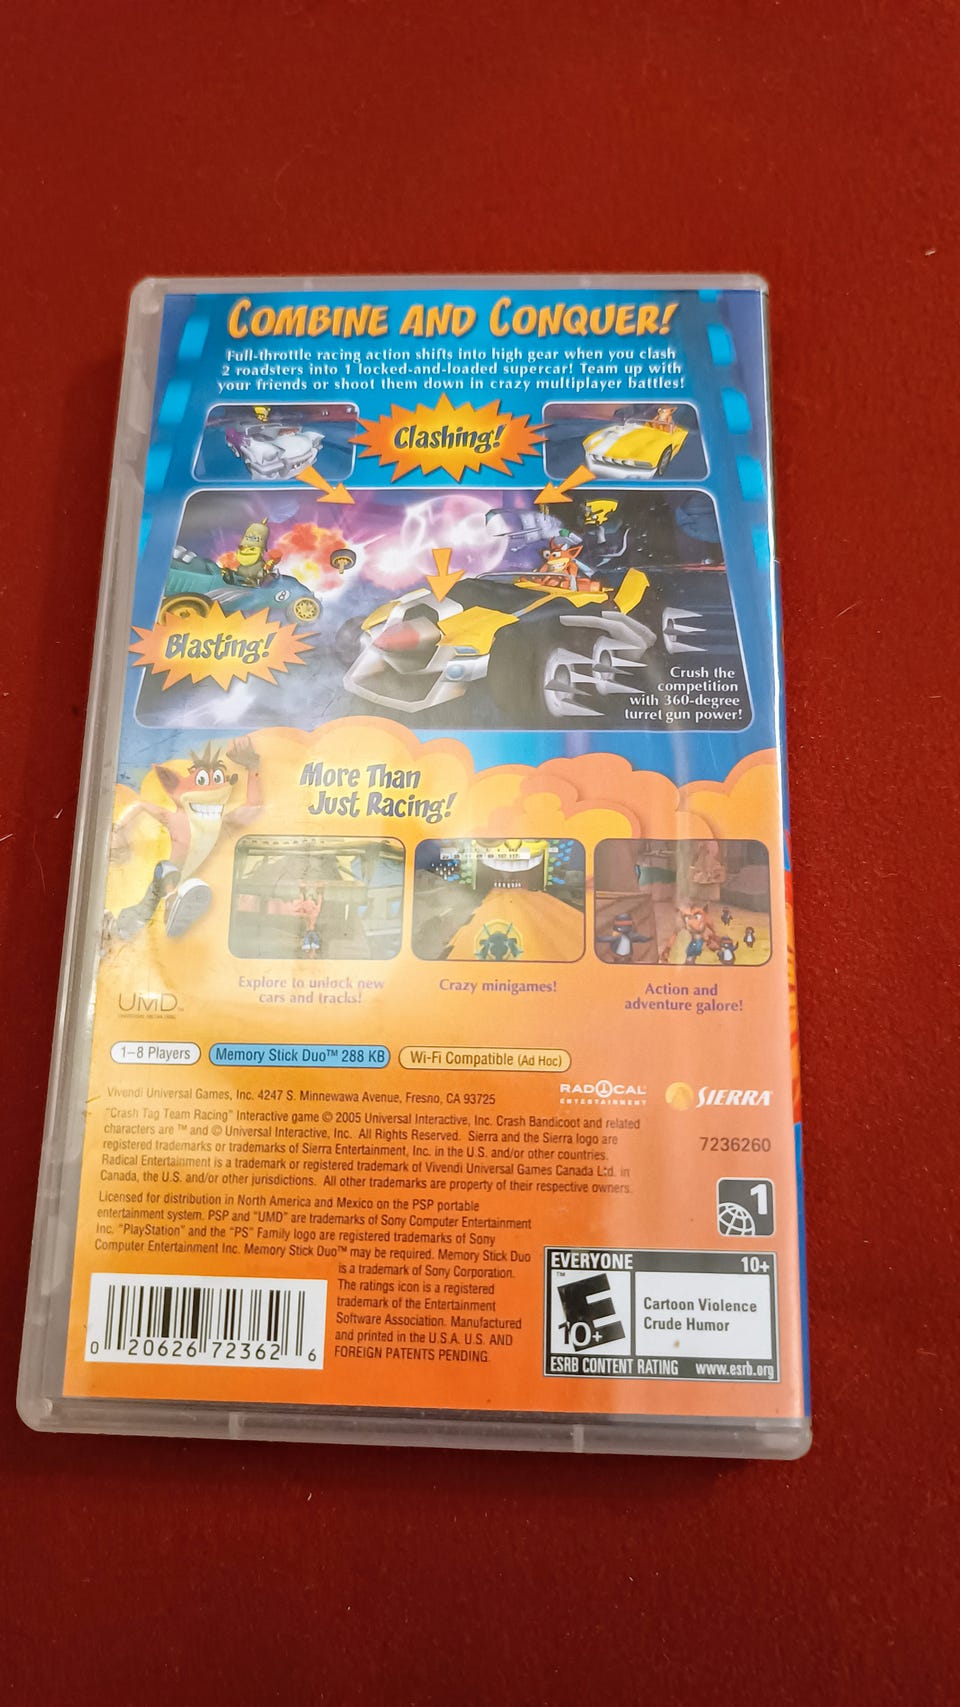 COMBINE AND CONQUER!
Full-throttle racing action shifts into high gear when you clash
2 roadsters into 1 locked-and-loaded supercar! Team up with
your friends or shoot them down in crazy multiplayer battles!
Clashing!
Blasting!
Crush the
competition
with 360-degree
turret gun power!
More Than
Just Racing!
Explore to unlock new
cars and tracks!
Crazy minigames!
Action and
adventure galore!
UMD™
1–8 Players
Memory Stick Duo™ 288 KB
Wi-Fi Compatible (Ad Hoc)
Vivendi Universal Games, Inc. 4247 S. Minnewawa Avenue, Fresno, CA 93725
RADICAL
ENTERTAINMENT
SIERRA
"Crash Tag Team Racing" Interactive game © 2005 Universal Interactive, Inc. Crash Bandicoot and related
characters are ™ and © Universal Interactive, Inc. All Rights Reserved. Sierra and the Sierra logo are
registered trademarks or trademarks of Sierra Entertainment, Inc. in the U.S. and/or other countries.
Radical Entertainment is a trademark or registered trademark of Vivendi Universal Games Canada Ltd. in
Canada, the U.S. and/or other jurisdictions. All other trademarks are property of their respective owners.
7236260
Licensed for distribution in North America and Mexico on the PSP portable
entertainment system. PSP and "UMD" are trademarks of Sony Computer Entertainment
Inc. "PlayStation" and the "PS" Family logo are registered trademarks of Sony
Computer Entertainment Inc. Memory Stick Duo™ may be required. Memory Stick Duo
is a trademark of Sony Corporation.
The ratings icon is a registered
trademark of the Entertainment
Software Association. Manufactured
and printed in the U.S.A. U.S. AND
FOREIGN PATENTS PENDING.
1
EVERYONE 10+
E
10+
™
Cartoon Violence
Crude Humor
ESRB CONTENT RATING www.esrb.org
0 20626 72362 6
8